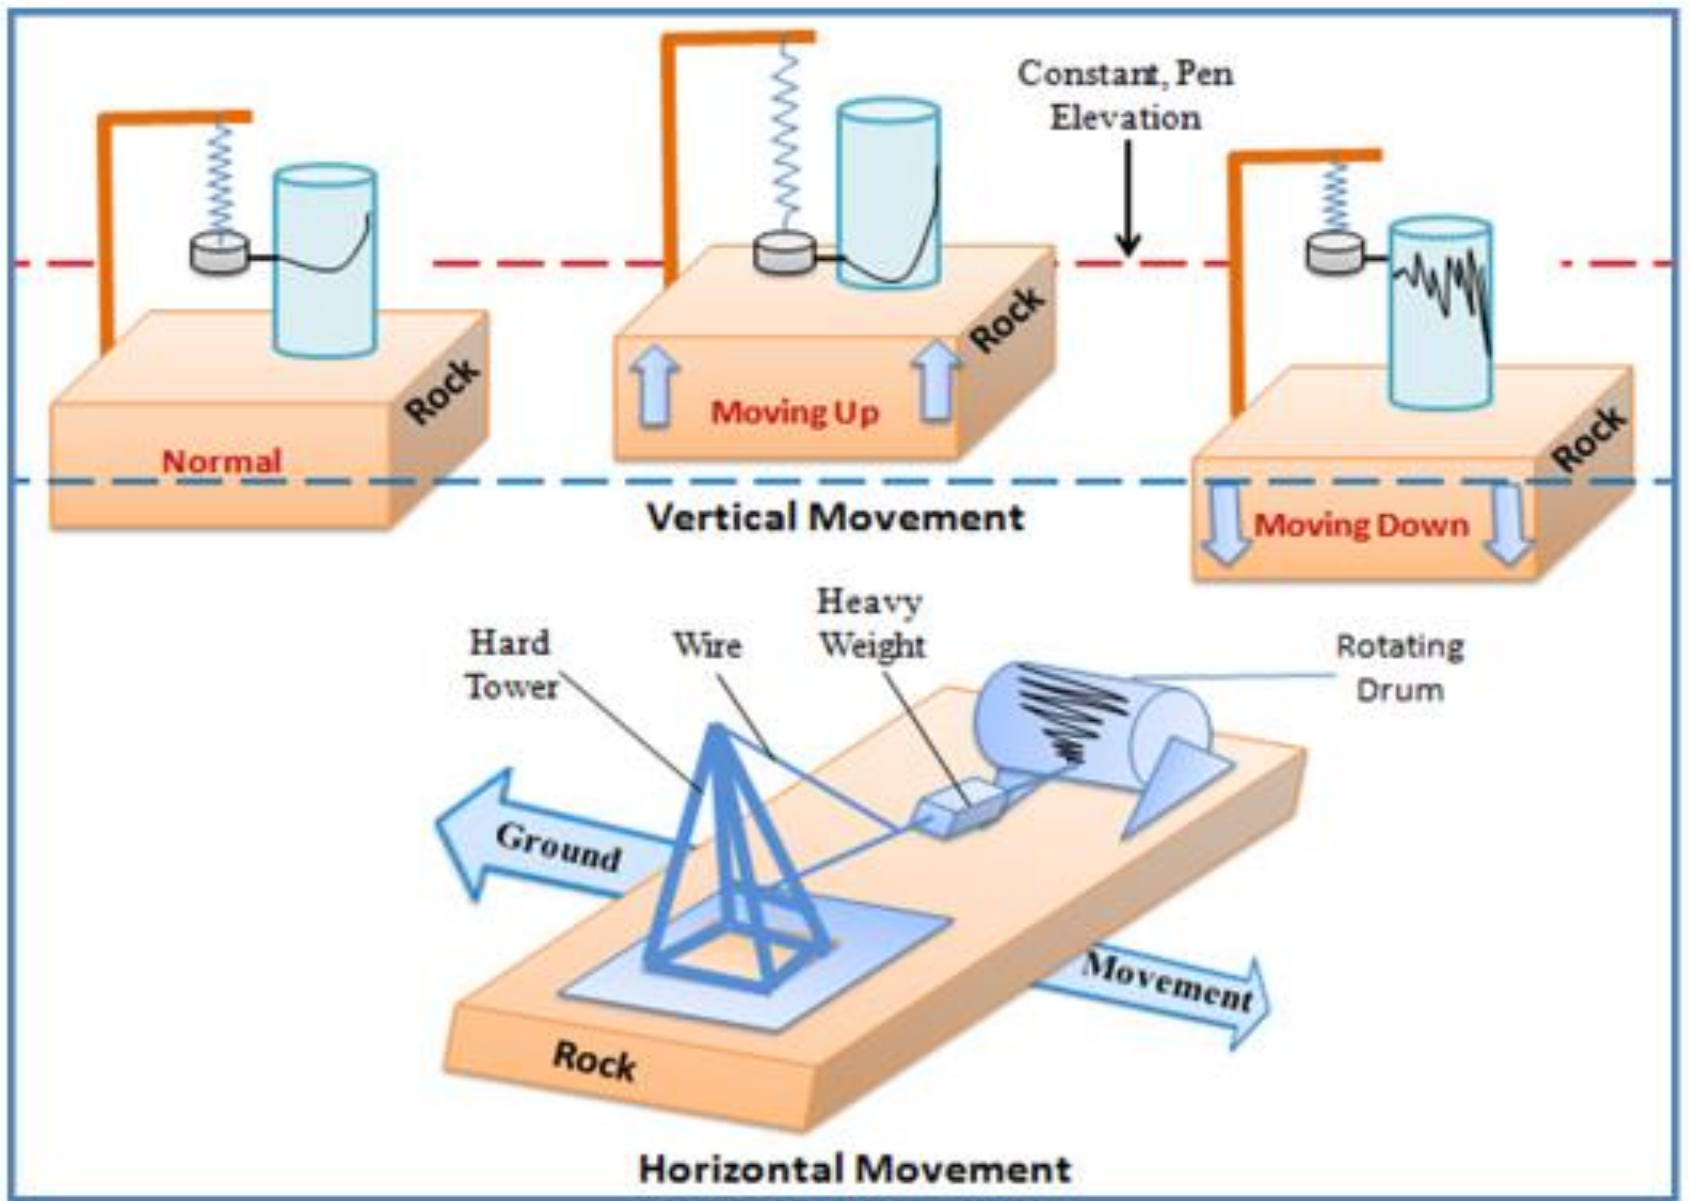 Constant, Pen
Elevation
Rock
Rock
Rock
Normal
Moving Up
Moving Down
Vertical Movement
Hard
Tower
Wire
Heavy
Weight
Rotating
Drum
Ground
Movement
Rock
Horizontal Movement